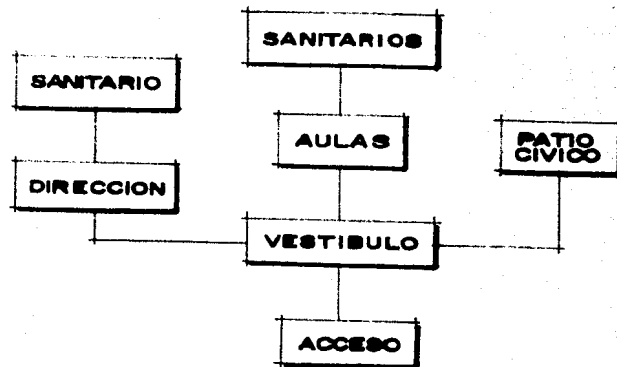 SANITARIOS
SANITARIO
AULAS
PATIO
CIVICO
DIRECCION
VESTIBULO
ACCESO